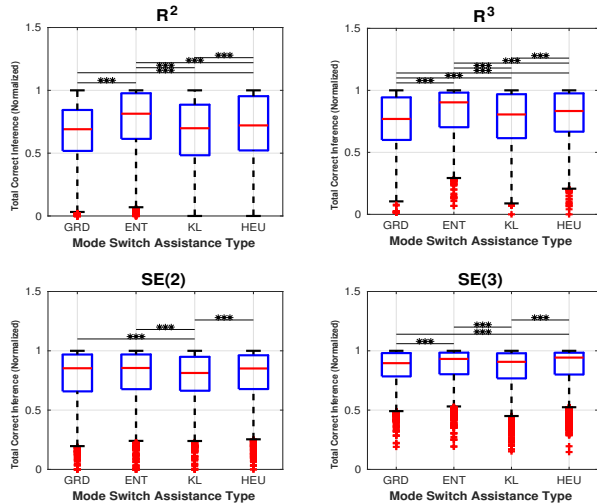 R²
R³
1.5
1
0.5
0
Total Correct Inference (Normalized)
***
***
***
***
***
GRD
ENT
KL
HEU
Mode Switch Assistance Type
1.5
1
0.5
0
Total Correct Inference (Normalized)
***
***
***
***
***
***
GRD
ENT
KL
HEU
Mode Switch Assistance Type
SE(2)
SE(3)
1.5
1
0.5
0
Total Correct Inference (Normalized)
***
***
***
GRD
ENT
KL
HEU
Mode Switch Assistance Type
1.5
1
0.5
0
Total Correct Inference (Normalized)
***
***
***
***
GRD
ENT
KL
HEU
Mode Switch Assistance Type